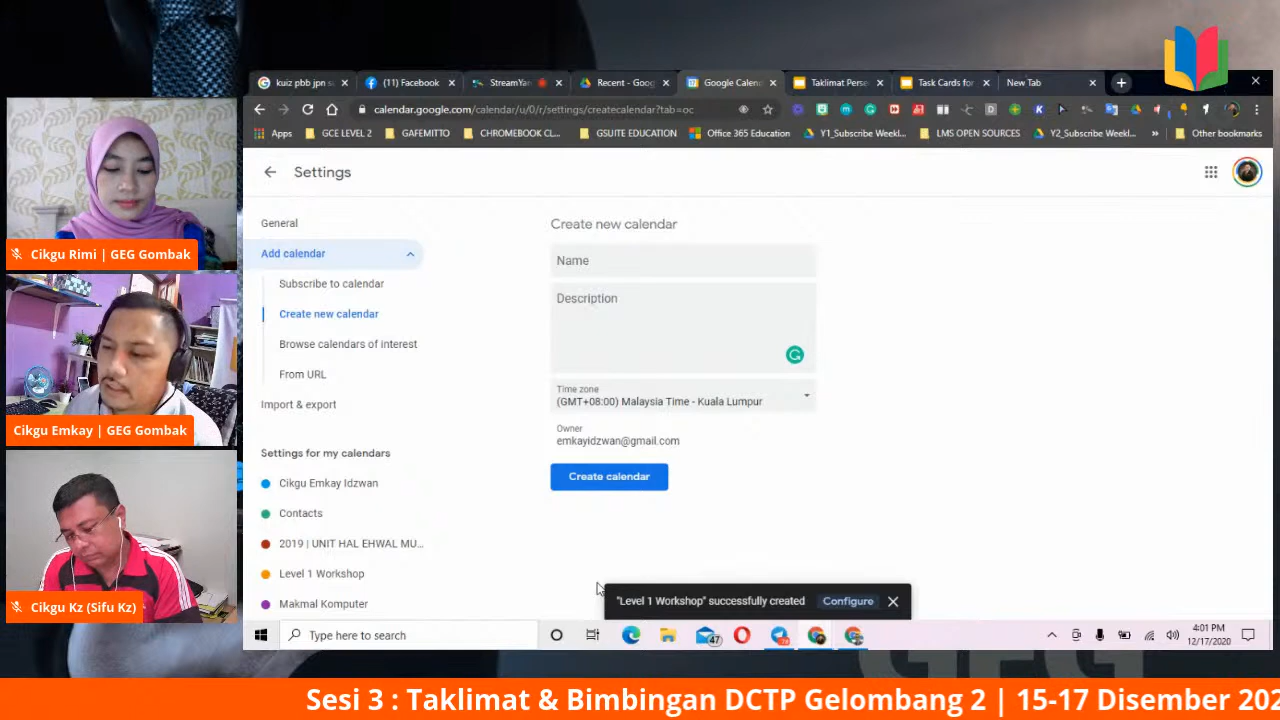 kuiz pbb jpn s
(11) Facebook
StreamYar
Recent - Goog
Google Calen
Taklimat Perse
Task Cards for
New Tab
calendar.google.com/calendar/u/0/r/settings/createcalendar?tab=oc
Apps
GCE LEVEL 2
GAFEMITTO
CHROMEBOOK CL...
GSUITE EDUCATION
Office 365 Education
Y1_Subscribe Weekl...
LMS OPEN SOURCES
Y2_Subscribe Weekl...
Other bookmarks
Settings
General
Add calendar
Subscribe to calendar
Create new calendar
Browse calendars of interest
From URL
Import & export
Settings for my calendars
Cikgu Emkay Idzwan
Contacts
2019 | UNIT HAL EHWAL MU...
Level 1 Workshop
Makmal Komputer
Create new calendar
Name
Description
Time zone
(GMT+08:00) Malaysia Time - Kuala Lumpur
Owner
emkayidzwan@gmail.com
Create calendar
"Level 1 Workshop" successfully created
Configure
Type here to search
47
4:01 PM
12/17/2020
Cikgu Rimi | GEG Gombak
Cikgu Emkay | GEG Gombak
Cikgu Kz (Sifu Kz)
GEG
Sesi 3 : Taklimat & Bimbingan DCTP Gelombang 2 | 15-17 Disember 202